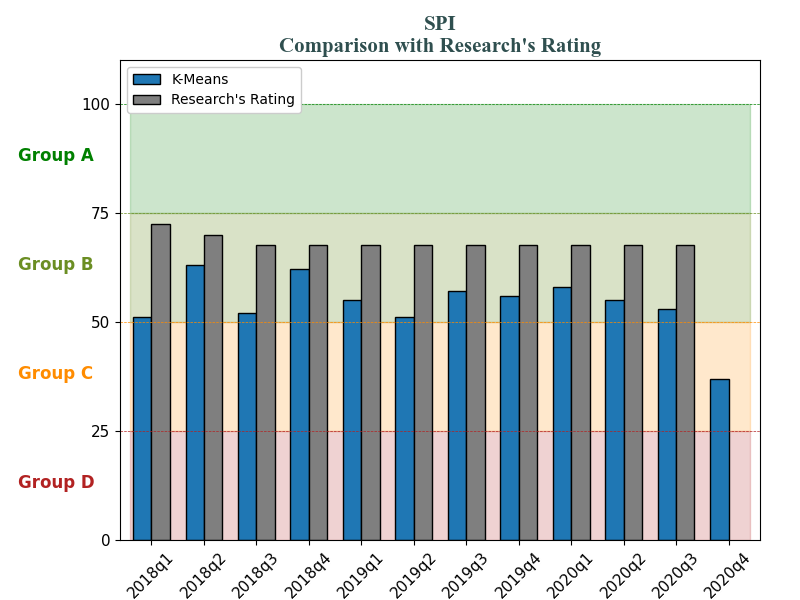 SPI
Comparison with Research's Rating
K-Means
Research's Rating
100
Group A
75
Group B
50
Group C
25
Group D
0
2018q1
2018q2
2018q3
2018q4
2019q1
2019q2
2019q3
2019q4
2020q1
2020q2
2020q3
2020q4